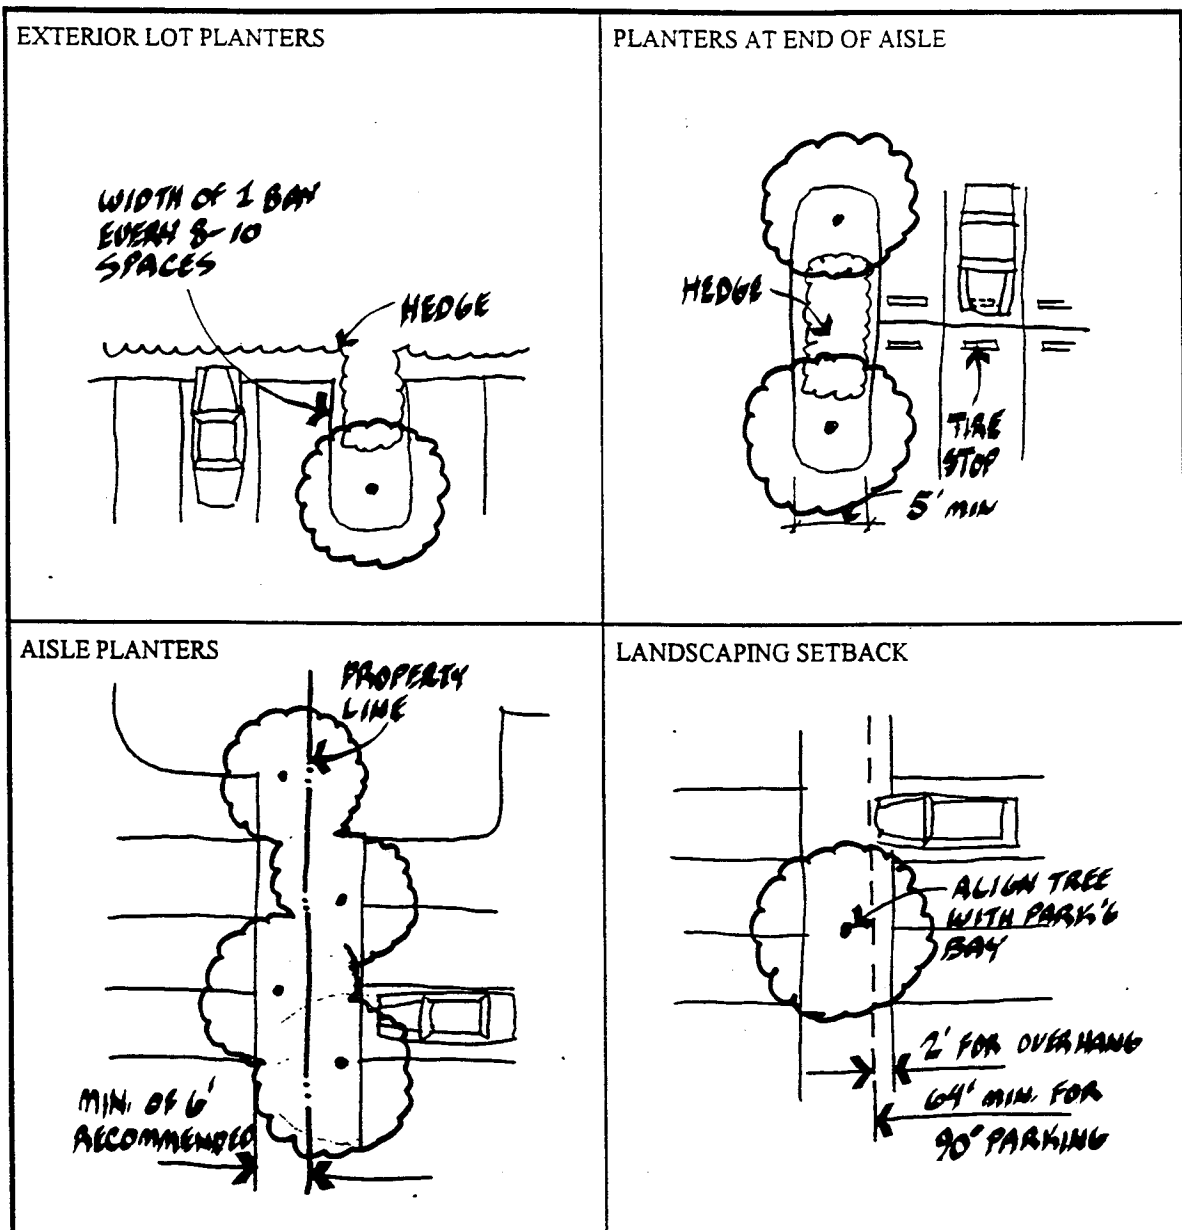 EXTERIOR LOT PLANTERS
WIDTH OF 1 BAY
EVERY 8-10
SPACES
HEDGE
PLANTERS AT END OF AISLE
HEDGE
TIRE
STOP
5' MIN
AISLE PLANTERS
PROPERTY
LINE
MIN. OF 6'
RECOMMENDED
LANDSCAPING SETBACK
ALIGN TREE
WITH PARK'G
BAY
2' FOR OVERHANG
64' MIN. FOR
90° PARKING